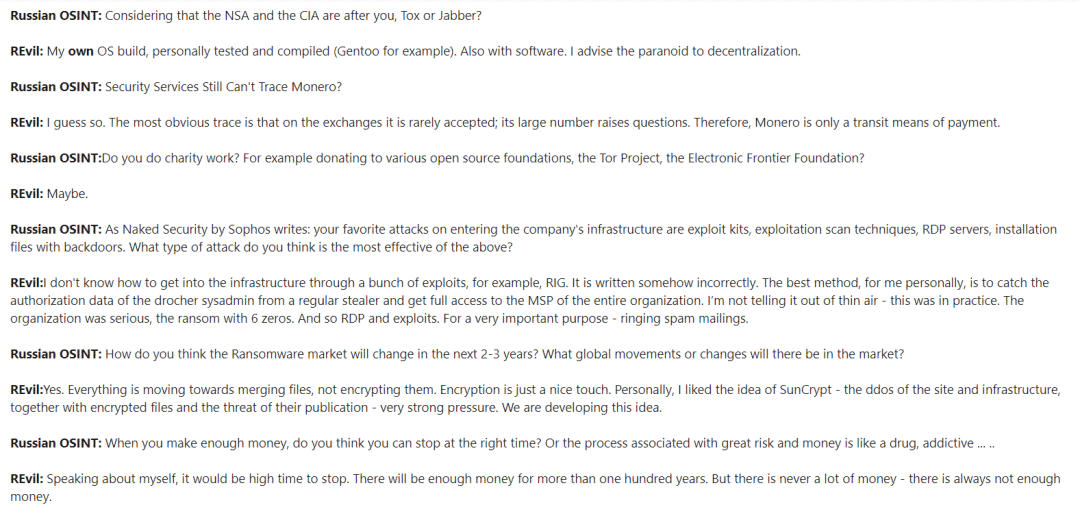 Russian OSINT: Considering that the NSA and the CIA are after you, Tox or Jabber?
REvil: My own OS build, personally tested and compiled (Gentoo for example). Also with software. I advise the paranoid to decentralization.
Russian OSINT: Security Services Still Can't Trace Monero?
REvil: I guess so. The most obvious trace is that on the exchanges it is rarely accepted; its large number raises questions. Therefore, Monero is only a transit means of payment.
Russian OSINT:Do you do charity work? For example donating to various open source foundations, the Tor Project, the Electronic Frontier Foundation?
REvil: Maybe.
Russian OSINT: As Naked Security by Sophos writes: your favorite attacks on entering the company's infrastructure are exploit kits, exploitation scan techniques, RDP servers, installation
files with backdoors. What type of attack do you think is the most effective of the above?
REvil:I don't know how to get into the infrastructure through a bunch of exploits, for example, RIG. It is written somehow incorrectly. The best method, for me personally, is to catch the
authorization data of the drocher sysadmin from a regular stealer and get full access to the MSP of the entire organization. I'm not telling it out of thin air - this was in practice. The
organization was serious, the ransom with 6 zeros. And so RDP and exploits. For a very important purpose - ringing spam mailings.
Russian OSINT: How do you think the Ransomware market will change in the next 2-3 years? What global movements or changes will there be in the market?
REvil:Yes. Everything is moving towards merging files, not encrypting them. Encryption is just a nice touch. Personally, I liked the idea of SunCrypt - the ddos of the site and infrastructure,
together with encrypted files and the threat of their publication - very strong pressure. We are developing this idea.
Russian OSINT: When you make enough money, do you think you can stop at the right time? Or the process associated with great risk and money is like a drug, addictive ... ..
REvil: Speaking about myself, it would be high time to stop. There will be enough money for more than one hundred years. But there is never a lot of money - there is always not enough
money.